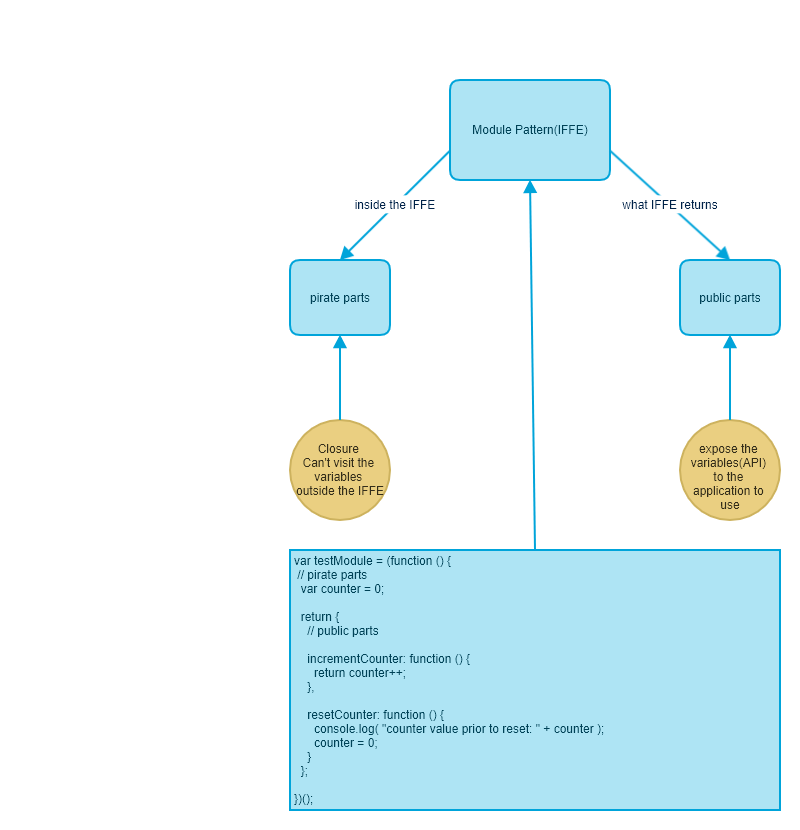 Module Pattern(IFFE)
inside the IFFE
what IFFE returns
pirate parts
public parts
Closure
Can't visit the
variables
outside the IFFE
expose the
variables(API)
to the
application to
use
var testModule = (function () {
// pirate parts
var counter = 0;
return {
// public parts
incrementCounter: function () {
return counter++;
},
resetCounter: function () {
console.log( "counter value prior to reset: " + counter );
counter = 0;
}
};
})();